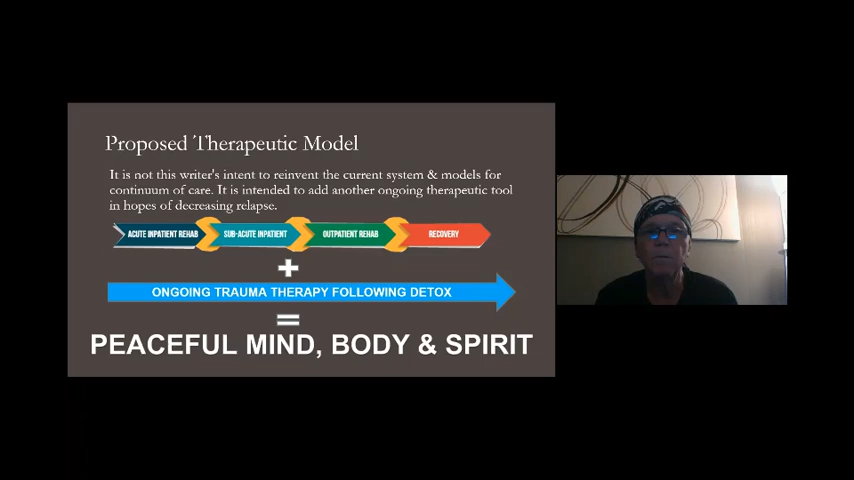 Proposed Therapeutic Model
It is not this writer's intent to reinvent the current system & models for
continuum of care. It is intended to add another ongoing therapeutic tool
in hopes of decreasing relapse.
ACUTE INPATIENT REHAB SUB-ACUTE INPATIENT OUTPATIENT REHAB RECOVERY
+
ONGOING TRAUMA THERAPY FOLLOWING DETOX
=
PEACEFUL MIND, BODY & SPIRIT